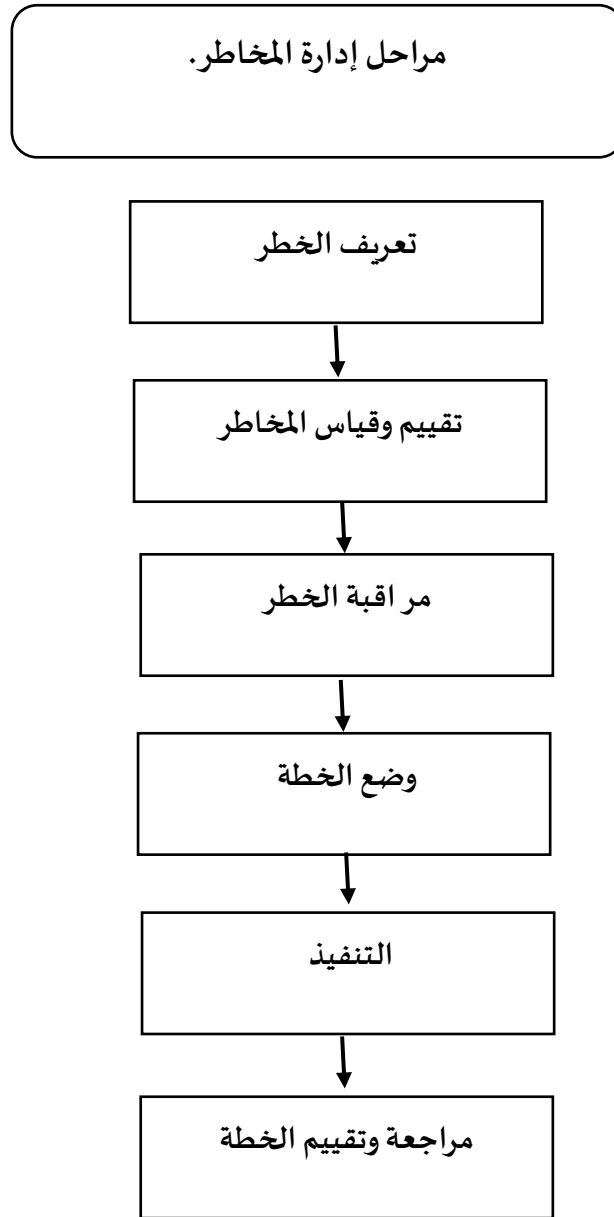 مراحل إدارة المخاطر.
تعريف الخطر
تقييم وقياس المخاطر
مراقبة الخطر
وضع الخطة
التنفيذ
مراجعة وتقييم الخطة